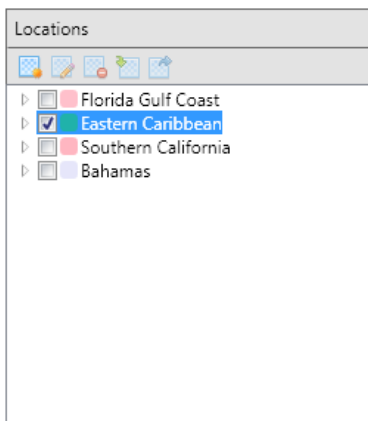 Locations
Florida Gulf Coast
Eastern Caribbean
Southern California
Bahamas